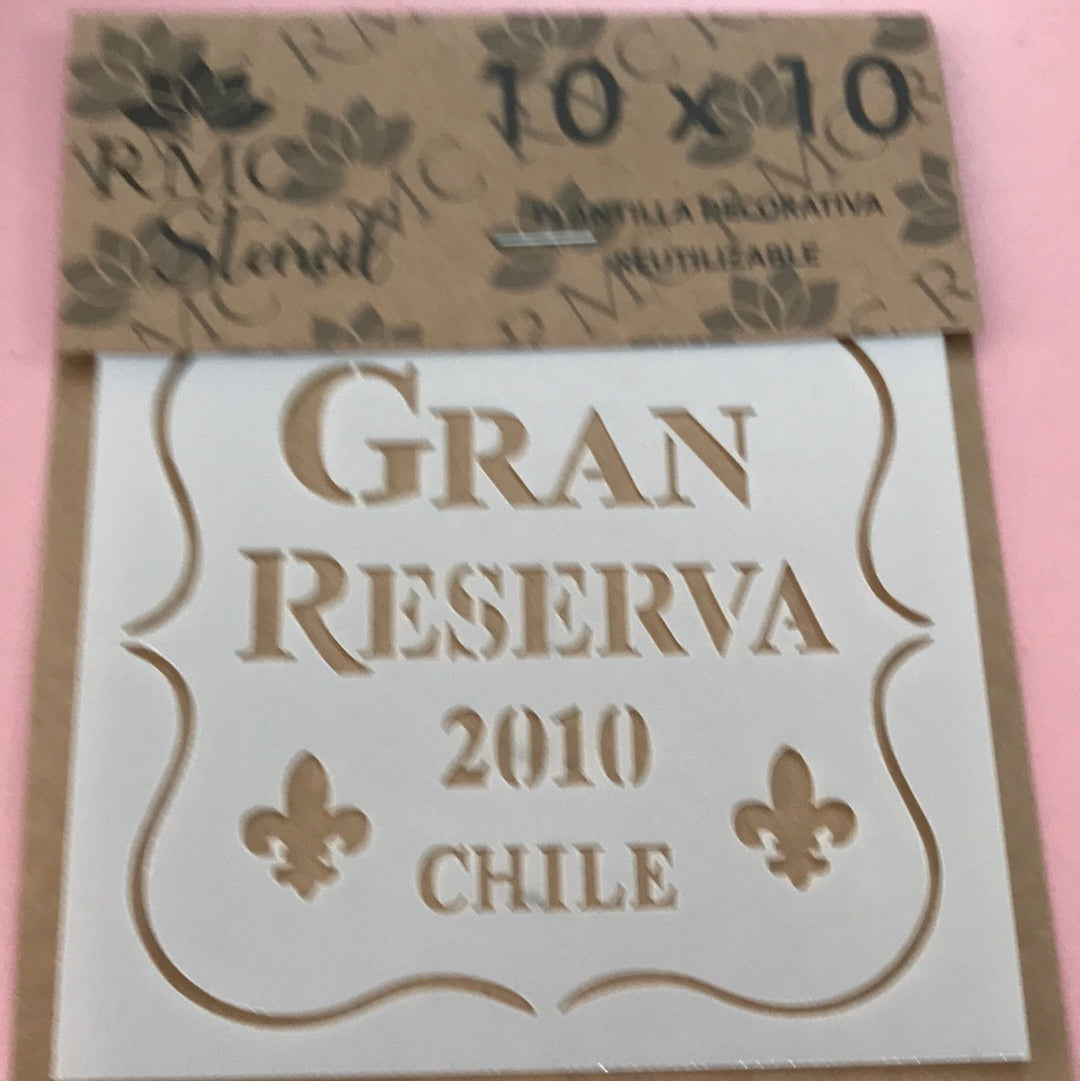 10 x 10
RMC
Stencil
PLANTILLA DECORATIVA
REUTILIZABLE
GRAN
RESERVA
2010
CHILE